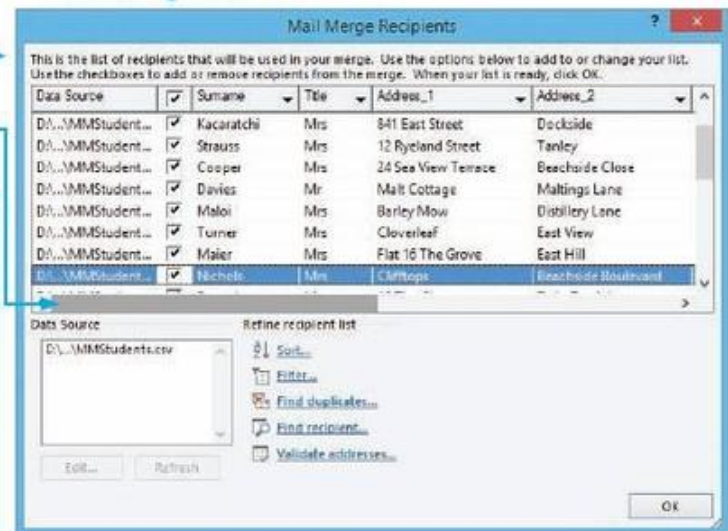 Mail Merge Recipients
?
This is the list of recipients that will be used in your merge. Use the options below to add to or change your list.
Use the checkboxes to add or remove recipients from the merge. When your list is ready, click OK.
Data Source Surname Title Address_1 Address_2
D:\...\MMStudent... Kacaratchi Mrs 841 East Street Dockside
D:\...\MMStudent... Strauss Mrs 12 Ryeland Street Tanley
D:\...\MMStudent... Cooper Mrs 24 Sea View Terrace Beachside Close
D:\...\MMStudent... Davies Mr Malt Cottage Maltings Lane
D:\...\MMStudent... Maloi Mrs Barley Mow Distillery Lane
D:\...\MMStudent... Turner Mrs Cloverleaf East View
D:\...\MMStudent... Maier Mrs Flat 16 The Grove East Hill
D:\...\MMStudent... Nichols Mrs Clifftops Beachside Boulevard
Data Source Refine recipient list
D:\...\MMStudents.csv
Sort...
Filter...
Find duplicates...
Find recipient...
Validate addresses...
Edit... Refresh
OK